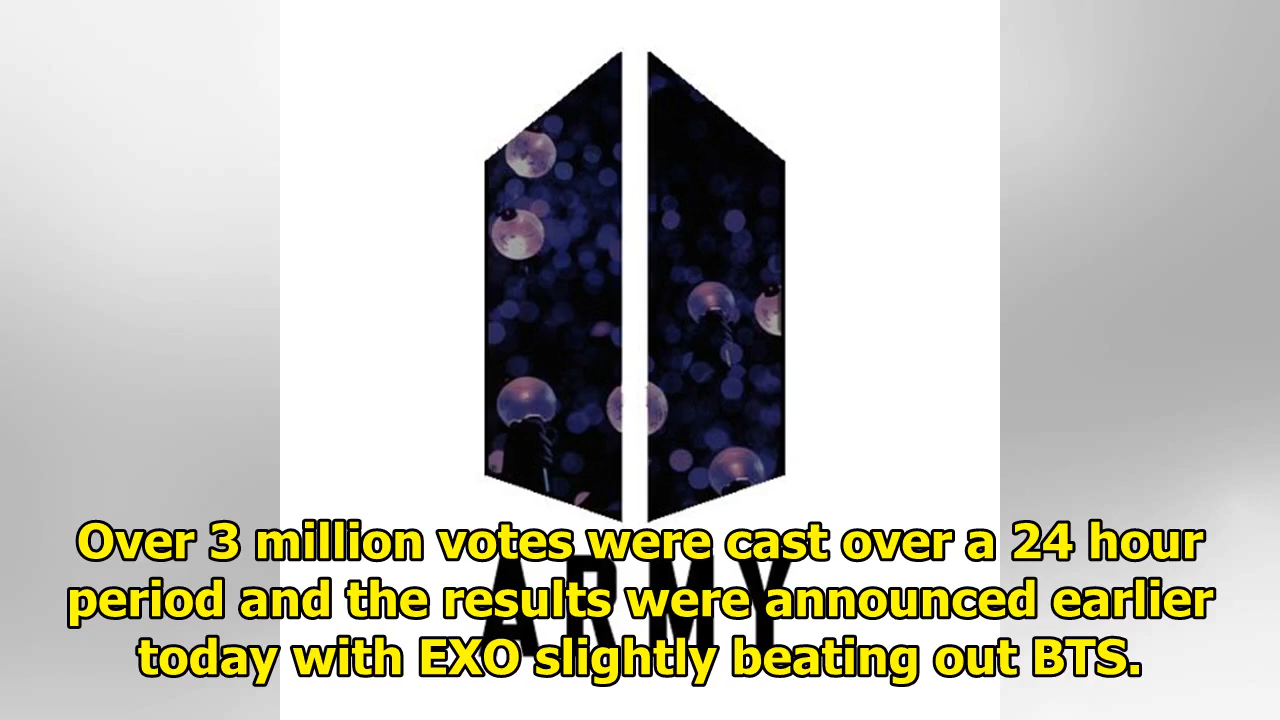 Over 3 million votes were cast over a 24 hour
period and the results were announced earlier
today with EXO slightly beating out BTS.
ARMY